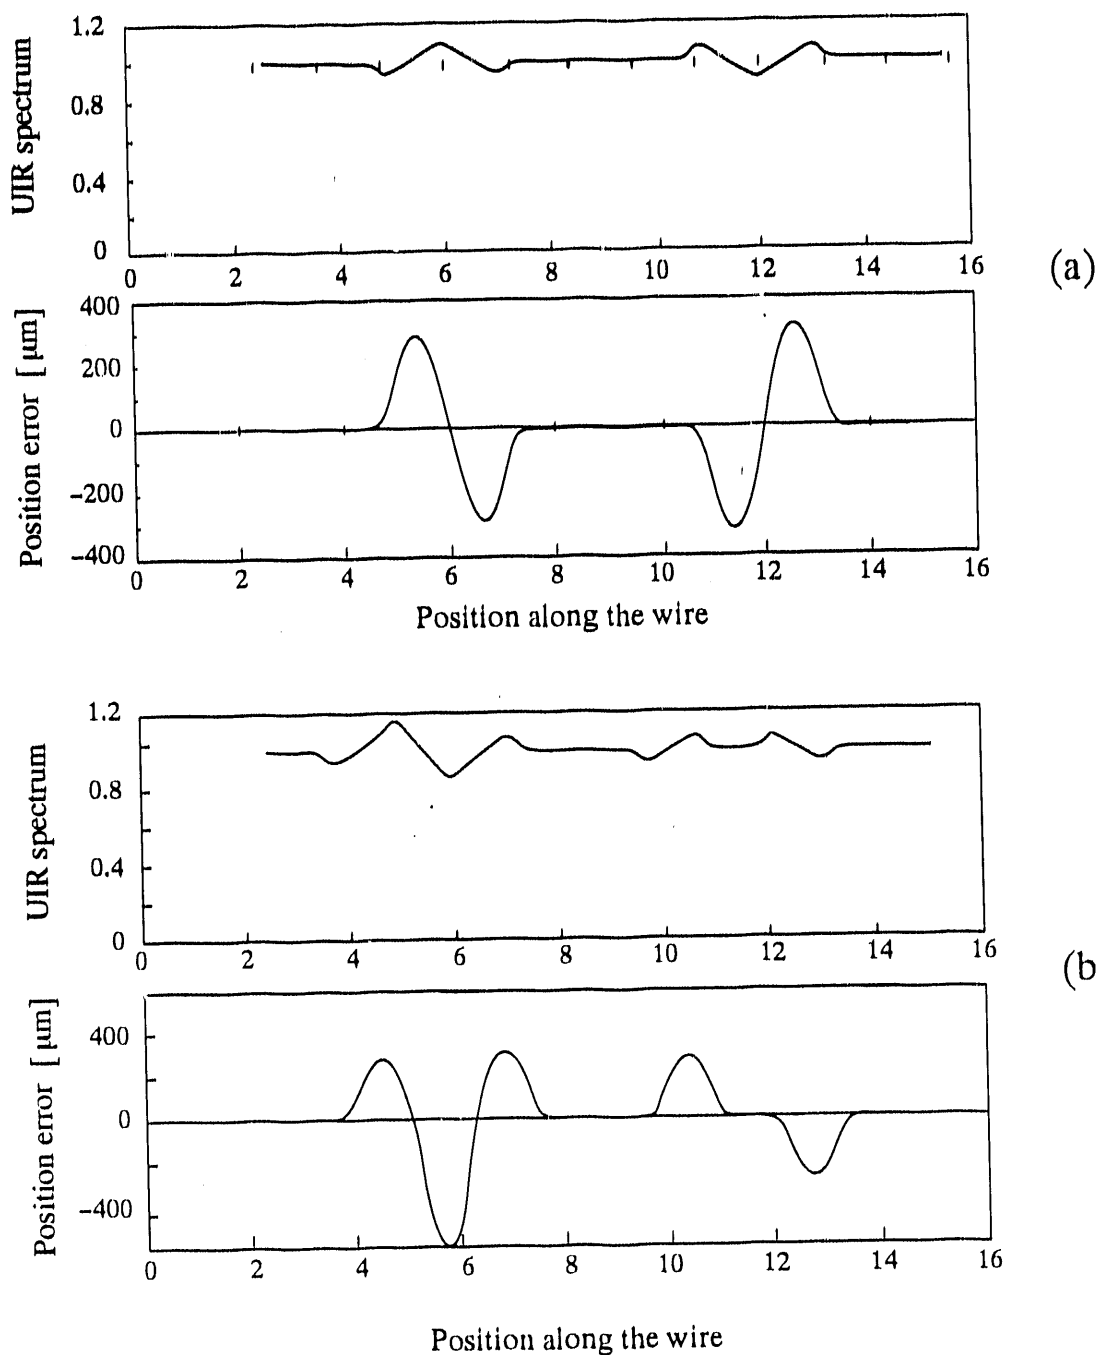 1.2
0.8
0.4
0
UIR spectrum
0 2 4 6 8 10 12 14 16
(a)
400
200
0
-200
-400
Position error [μm]
0 2 4 6 8 10 12 14 16
Position along the wire
1.2
0.8
0.4
0
UIR spectrum
0 2 4 6 8 10 12 14 16
(b
400
0
-400
Position error [μm]
0 2 4 6 8 10 12 14 16
Position along the wire